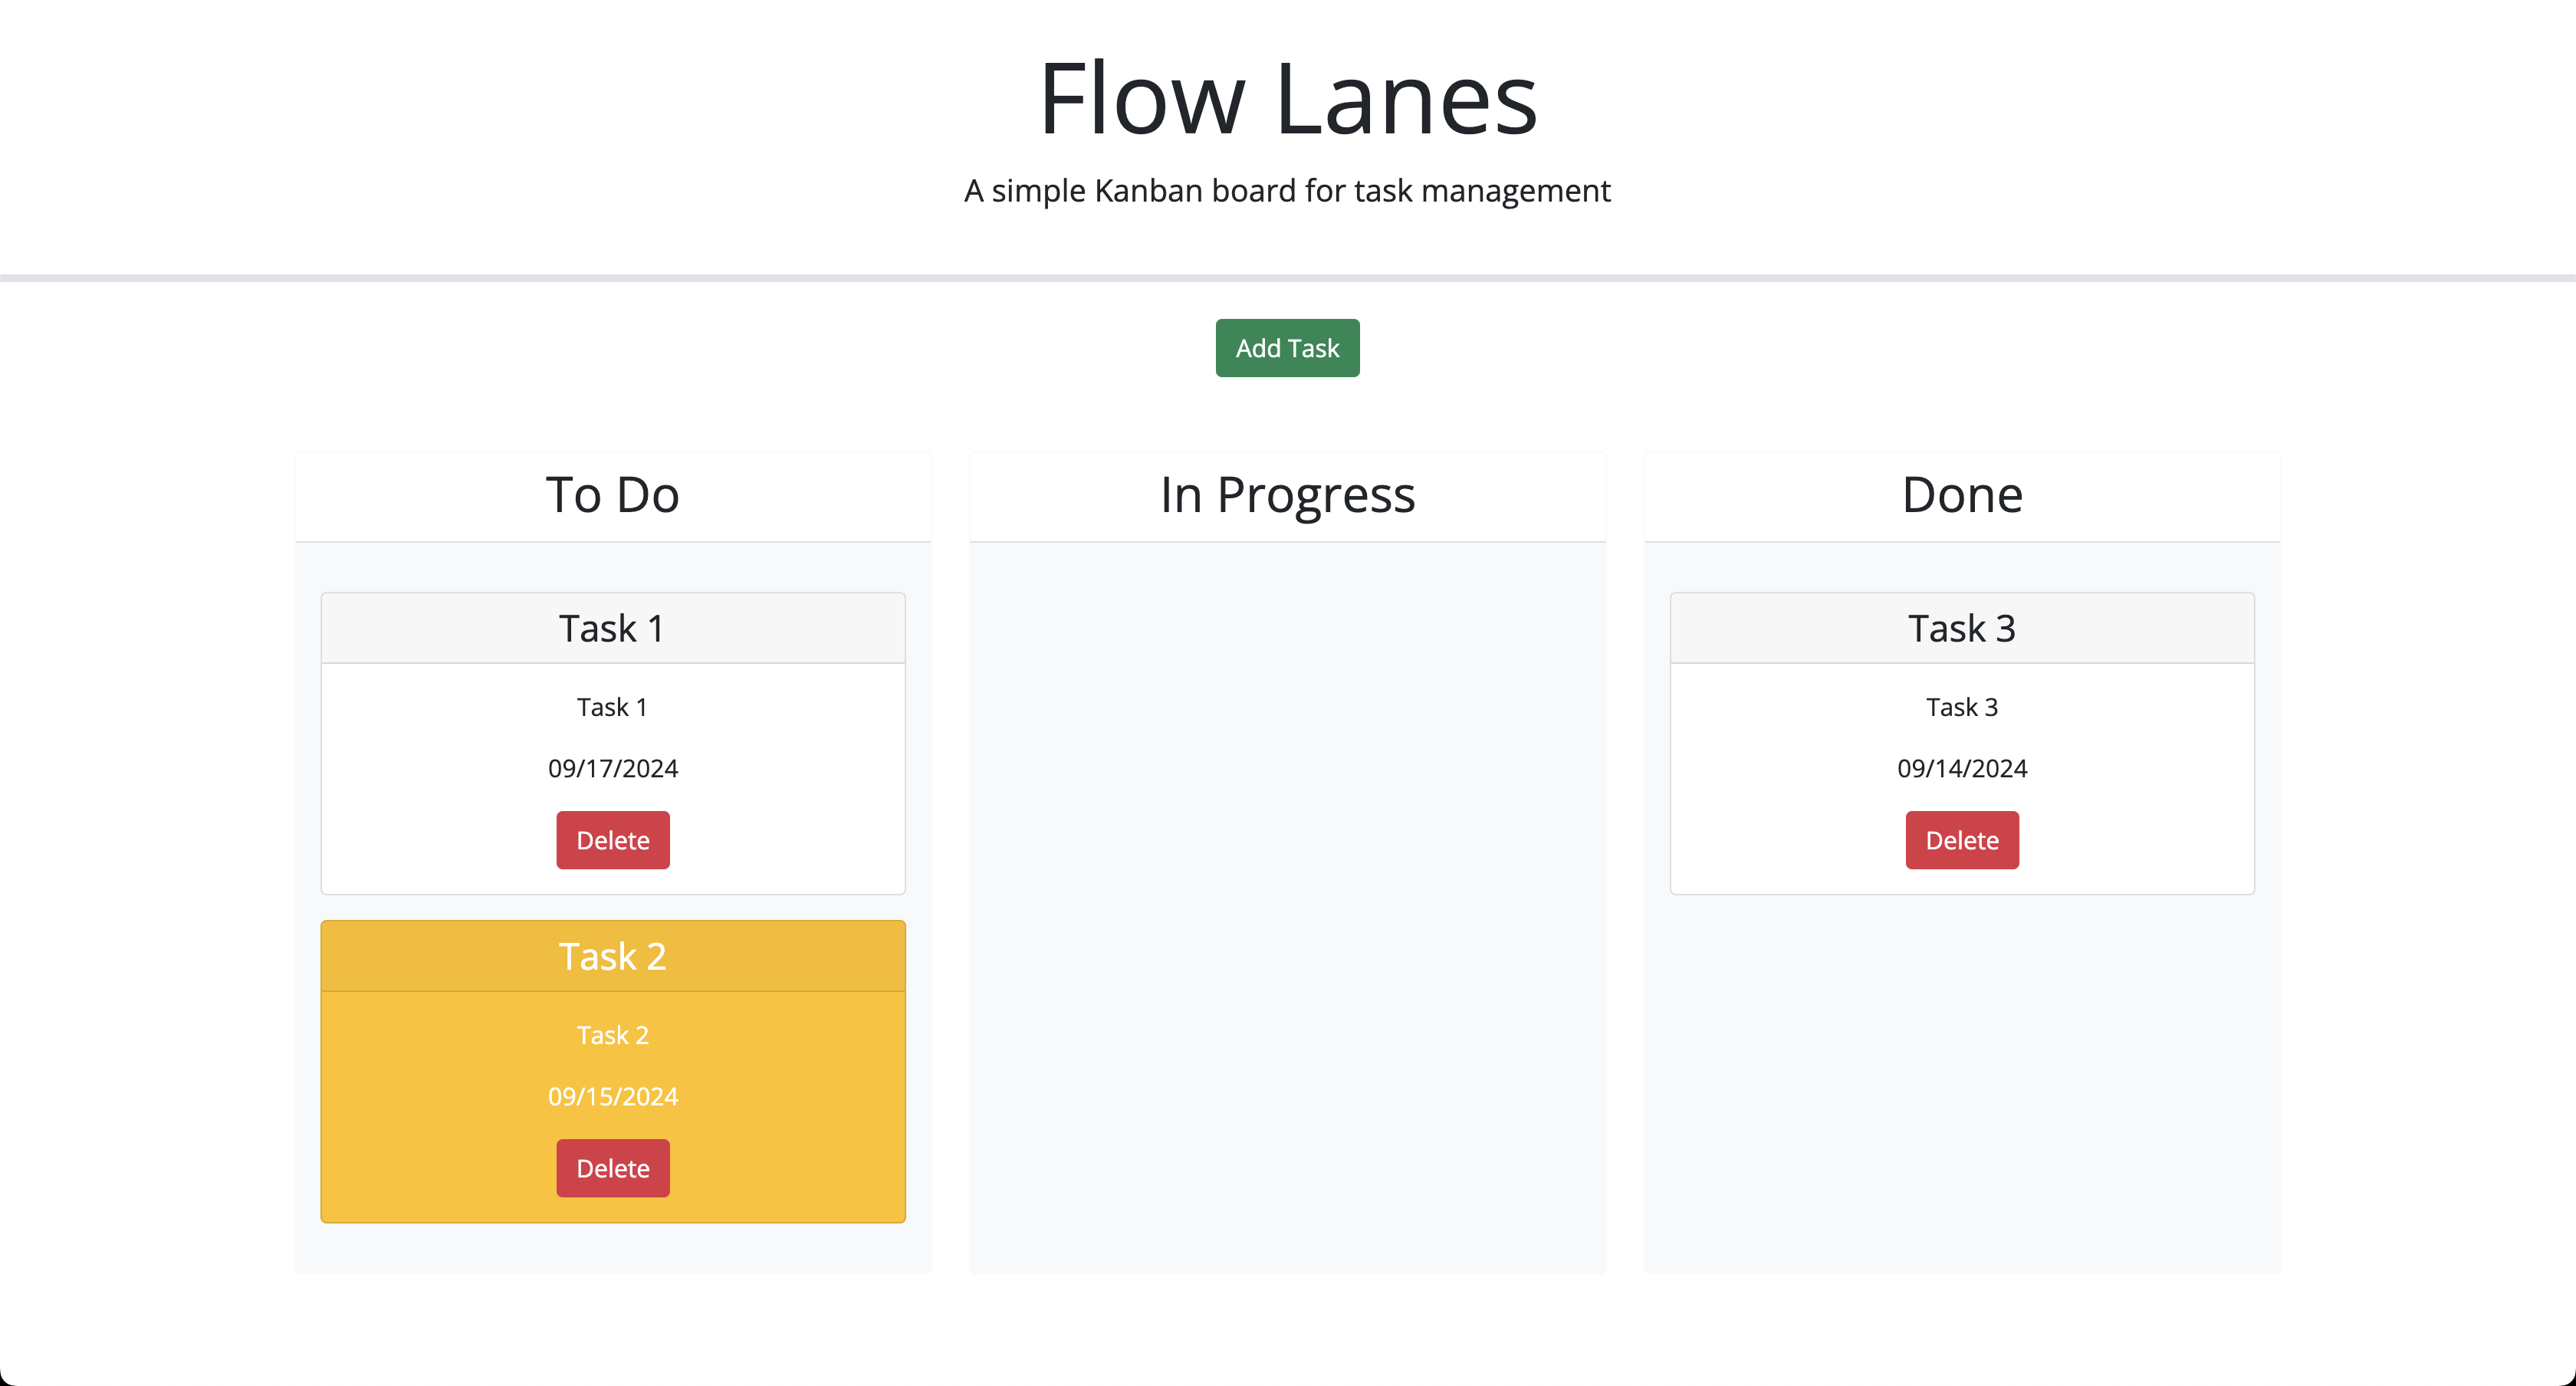 Flow Lanes
A simple Kanban board for task management
Add Task
To Do
Task 1
Task 1
09/17/2024
Delete
Task 2
Task 2
09/15/2024
Delete
In Progress
Done
Task 3
Task 3
09/14/2024
Delete